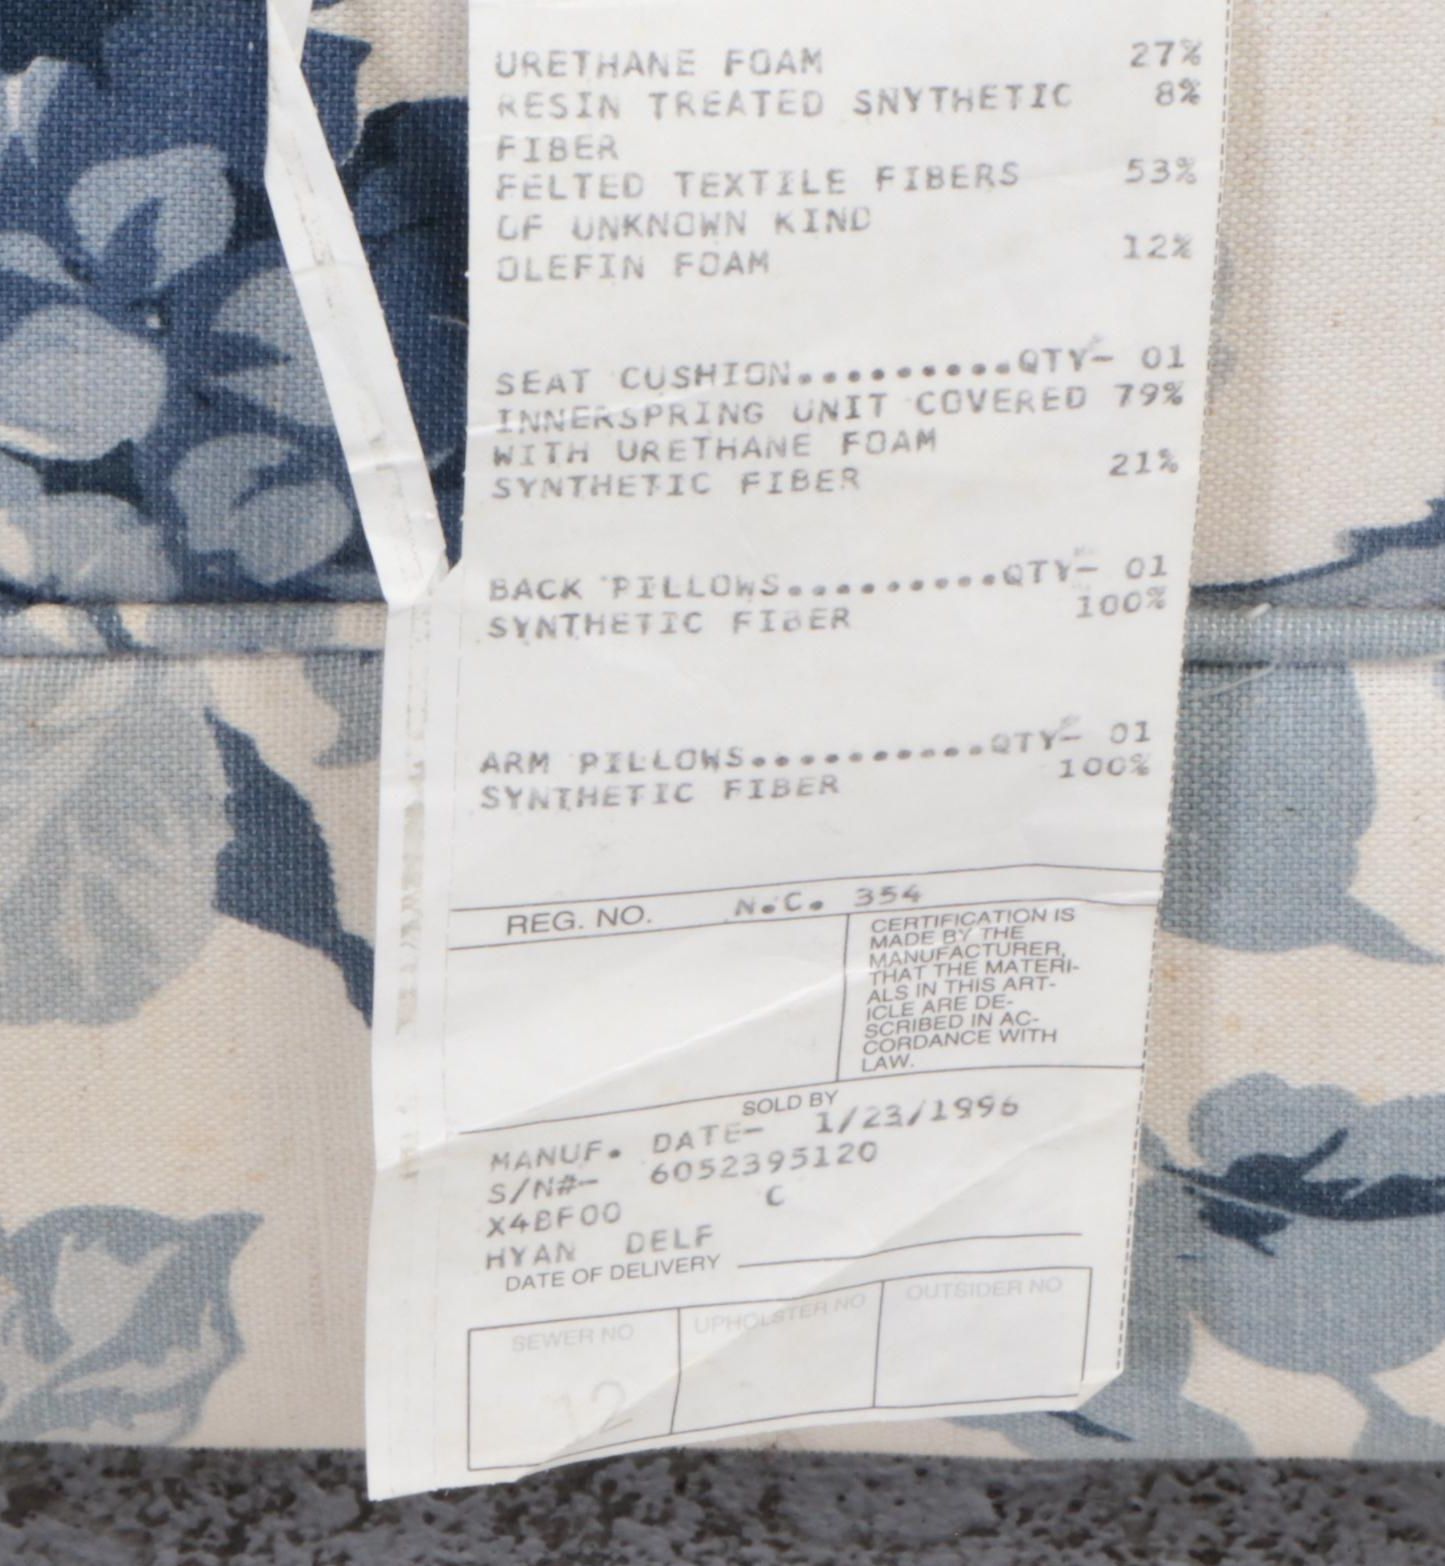 URETHANE FOAM 27%
RESIN TREATED SNYTHETIC 8%
FIBER
FELTED TEXTILE FIBERS 53%
OF UNKNOWN KIND
OLEFIN FOAM 12%
SEAT CUSHION..........QTY- 01
INNERSPRING UNIT COVERED 79%
WITH URETHANE FOAM
SYNTHETIC FIBER 21%
BACK PILLOWS..........QTY- 01
SYNTHETIC FIBER 100%
ARM PILLOWS...........QTY- 01
SYNTHETIC FIBER 100%
REG. NO. N.C. 354
CERTIFICATION IS
MADE BY THE
MANUFACTURER,
THAT THE MATERI-
ALS IN THIS ART-
ICLE ARE DE-
SCRIBED IN AC-
CORDANCE WITH
LAW.
SOLD BY
MANUF. DATE- 1/23/1996
S/N#- 6052395120
X4BF00 C
HYAN DELF
DATE OF DELIVERY
SEWER NO UPHOLSTER NO OUTSIDER NO
12